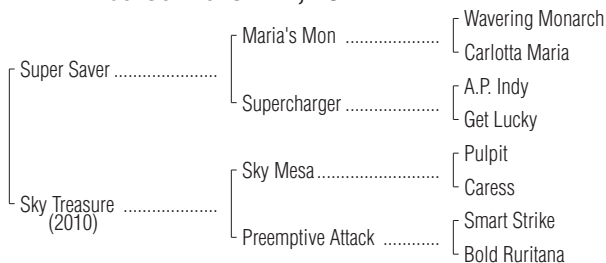 Wavering Monarch
Maria's Mon ..................
Carlotta Maria
Super Saver ....................
A.P. Indy
Supercharger ..................
Get Lucky
Pulpit
Sky Mesa.......................
Caress
Sky Treasure ..................
(2010)
Smart Strike
Preemptive Attack ............
Bold Ruritana